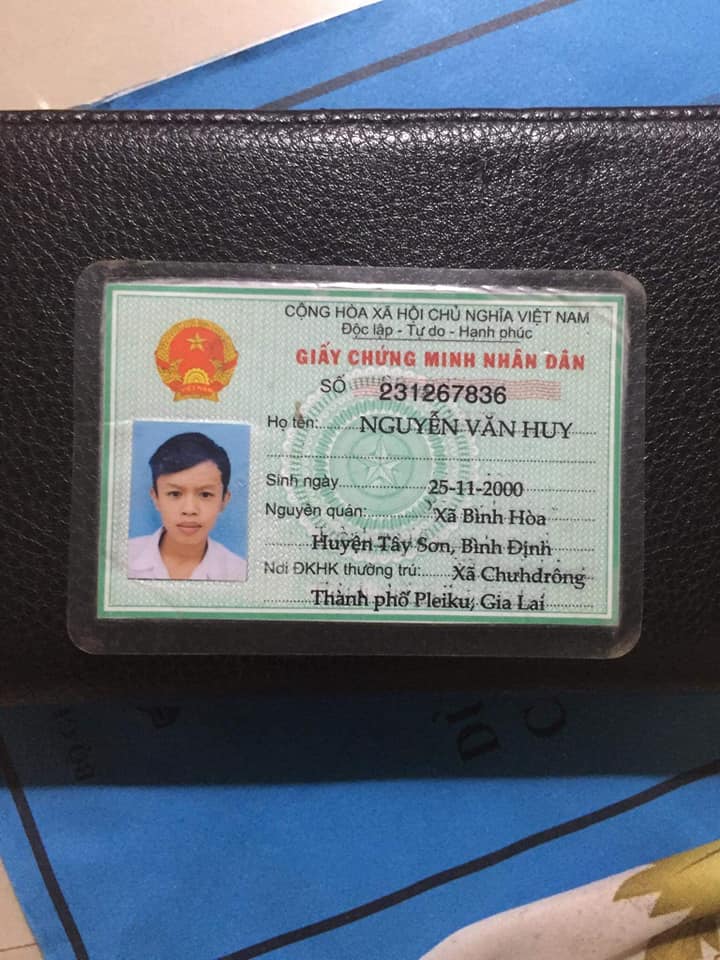 CỘNG HÒA XÃ HỘI CHỦ NGHĨA VIỆT NAM
Độc lập - Tự do - Hạnh phúc
GIẤY CHỨNG MINH NHÂN DÂN
SỐ 231267836
Họ tên: NGUYỄN VĂN HUY
Sinh ngày 25-11-2000
Nguyên quán: Xã Bình Hòa
Huyện Tây Sơn, Bình Định
Nơi ĐKHK thường trú: Xã Chưhdrông
Thành phố Pleiku, Gia Lai
VIỆT NAM